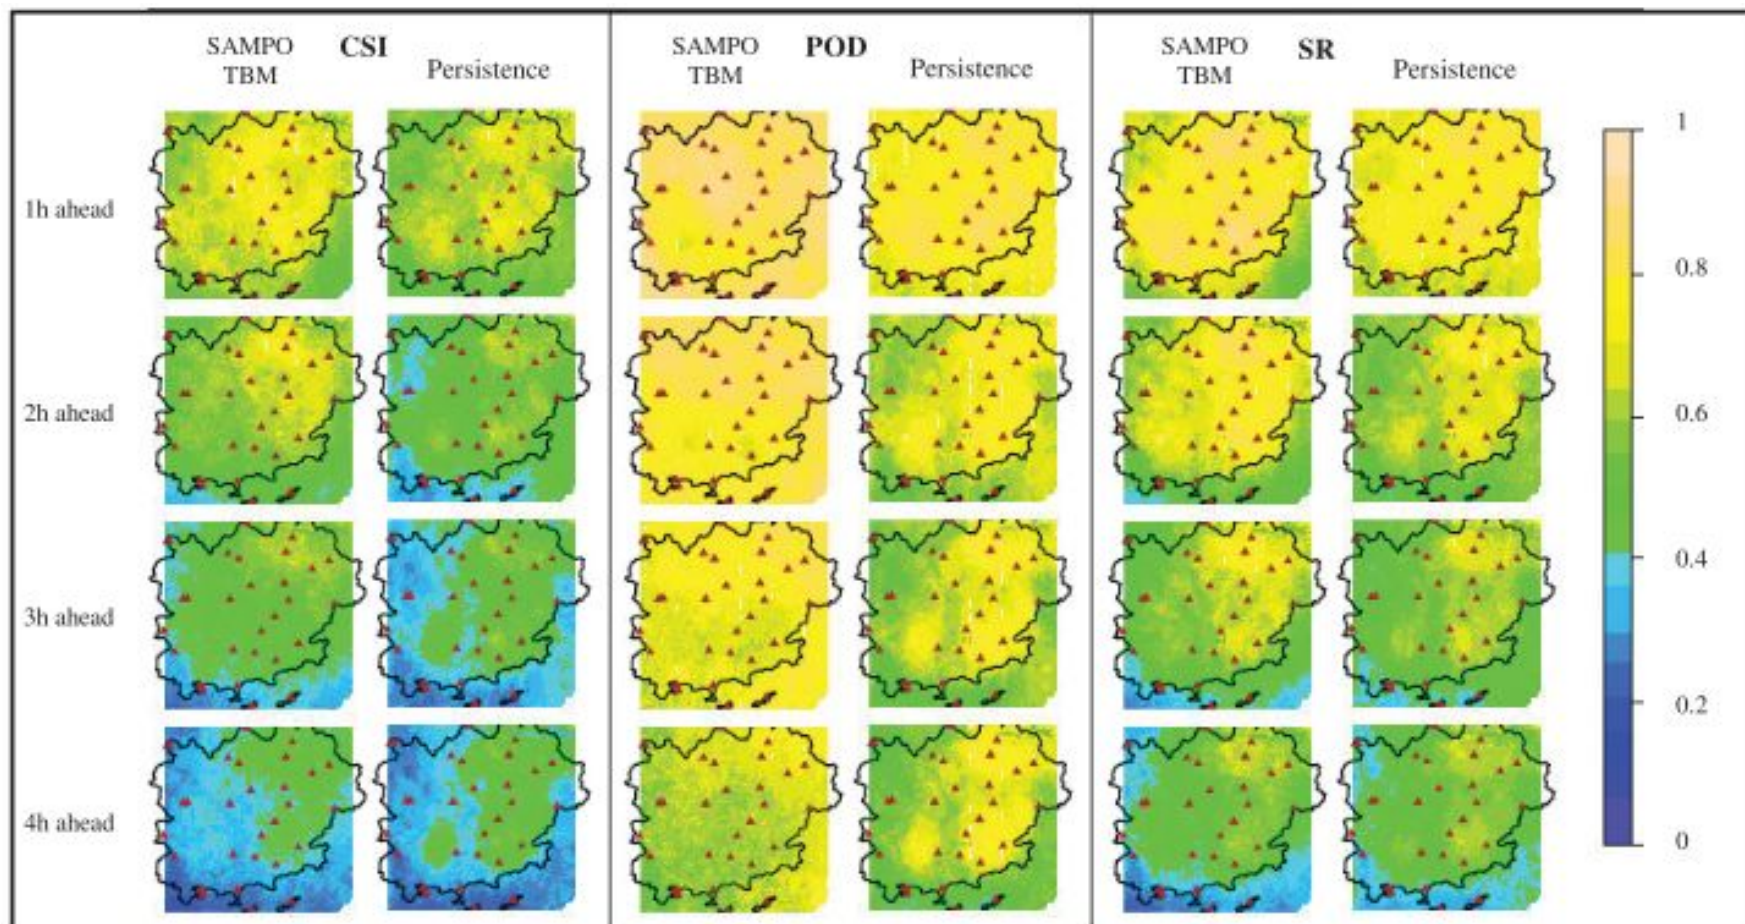 SAMPO CSI
TBM Persistence
SAMPO POD
TBM Persistence
SAMPO SR
TBM Persistence
1h ahead
2h ahead
3h ahead
4h ahead
1
0.8
0.6
0.4
0.2
0